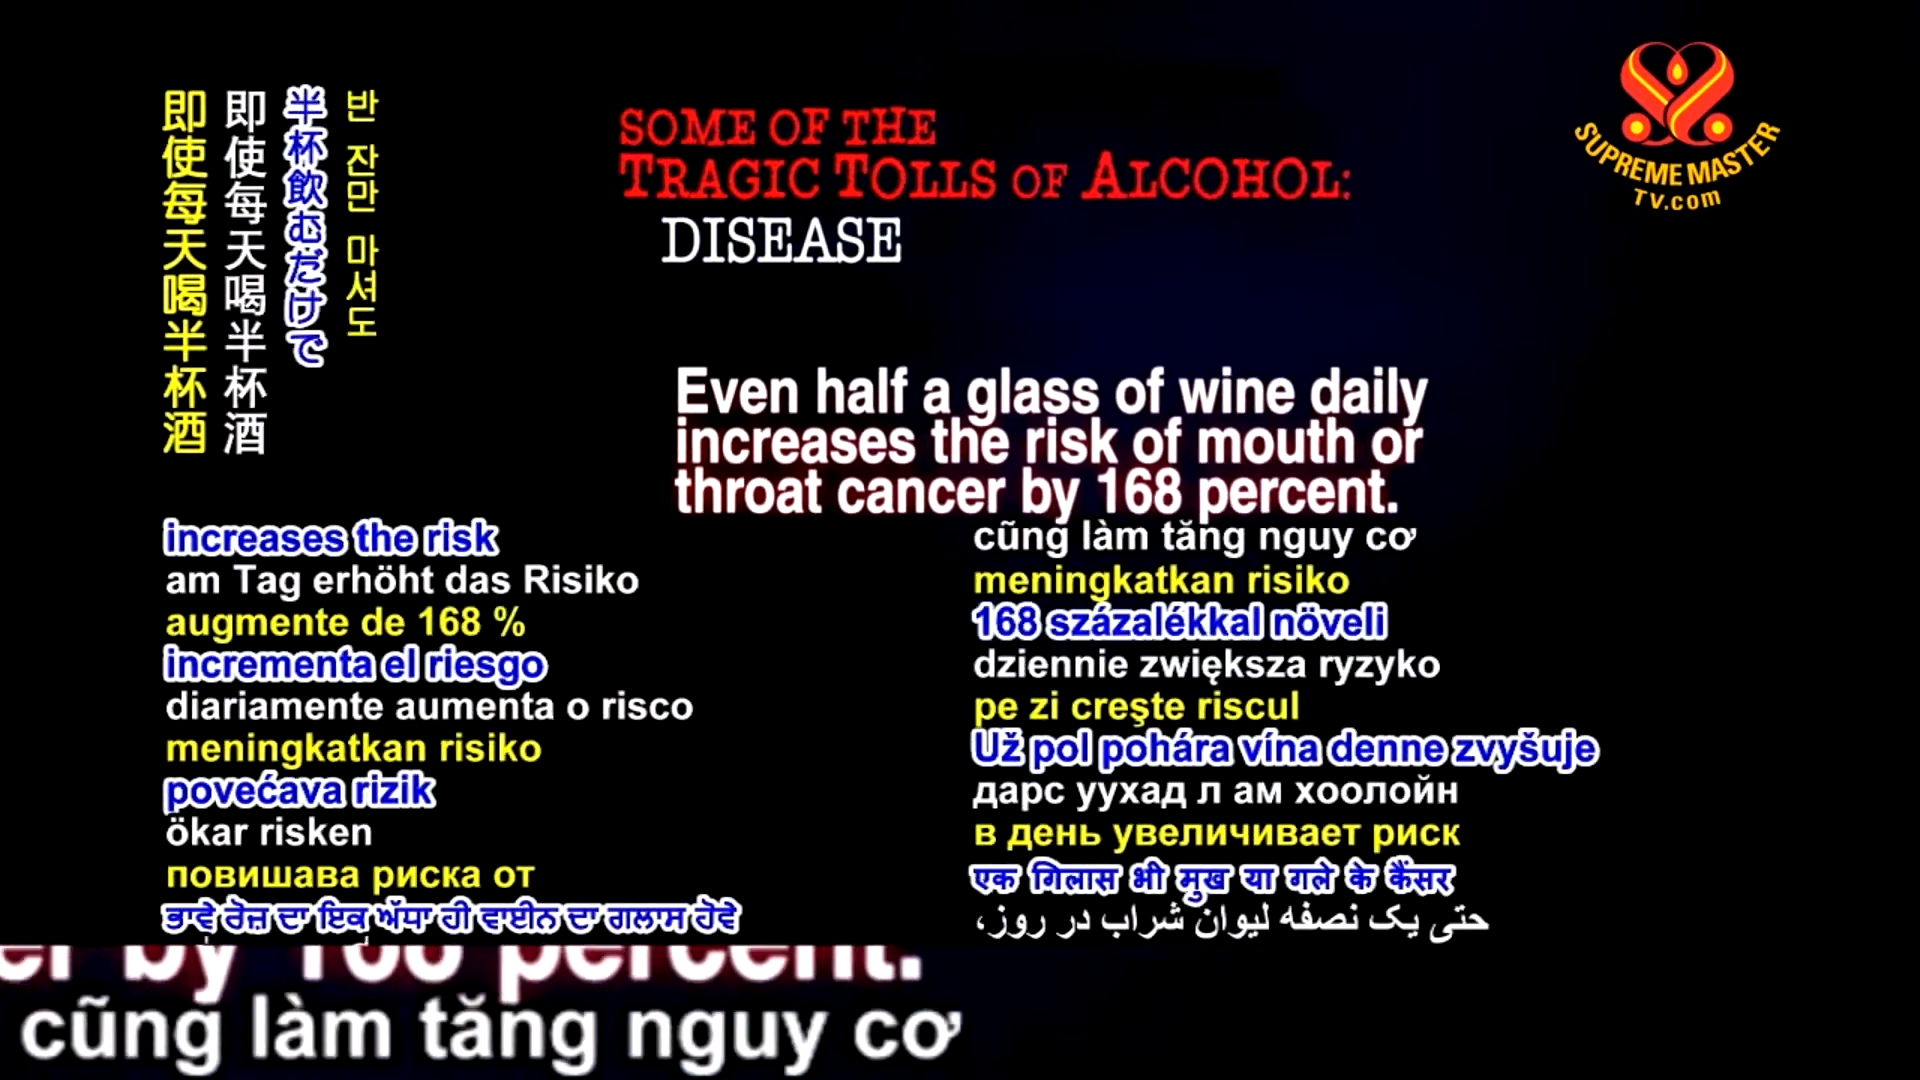 即使每天喝半杯酒
即使每天喝半杯酒
半杯飲むだけで
반 잔만 마셔도
SOME OF THE
TRAGIC TOLLS OF ALCOHOL:
DISEASE
SUPREME MASTER
TV.com
Even half a glass of wine daily
increases the risk of mouth or
throat cancer by 168 percent.
increases the risk
am Tag erhöht das Risiko
augmente de 168 %
incrementa el riesgo
diariamente aumenta o risco
meningkatkan risiko
povećava rizik
ökar risken
повишава риска от
ਭਾਵੇ ਰੋਜ਼ ਦਾ ਇਕ ਅੱਧਾ ਹੀ ਵਾਈਨ ਦਾ ਗਲਾਸ ਹੋਵੇ
cũng làm tăng nguy cơ
meningkatkan risiko
168 százalékkal növeli
dziennie zwiększa ryzyko
pe zi creşte riscul
Už pol pohára vína denne zvyšuje
дарс уухад л ам хоолойн
в день увеличивает риск
एक गिलास भी मुख या गले के कैंसर
حتی یک نصفه لیوان شراب در روز،
er by 168 percent.
cũng làm tăng nguy cơ